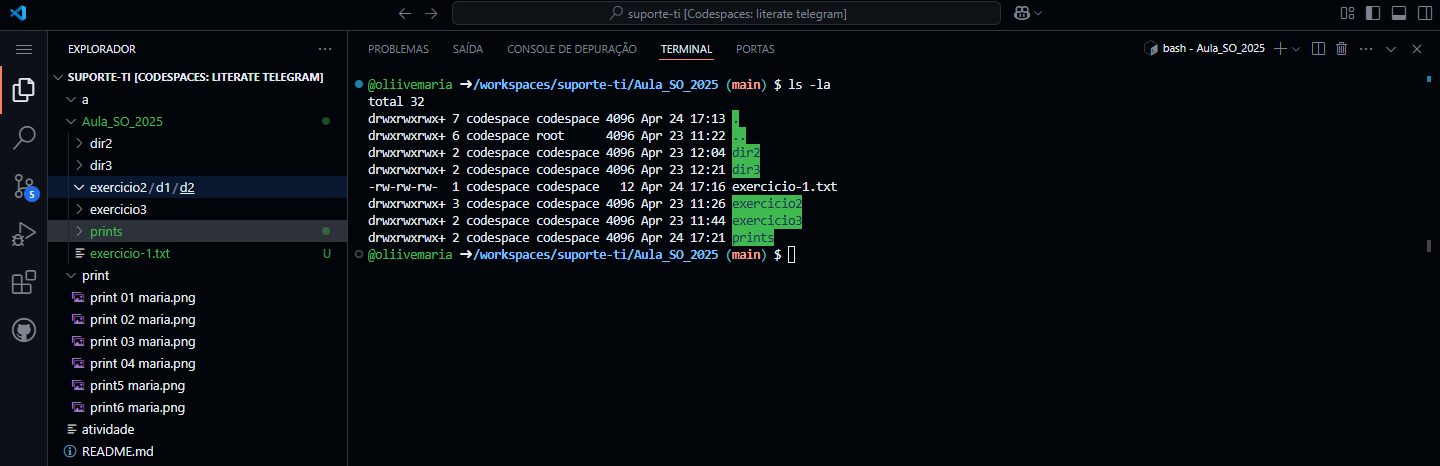 suporte-ti [Codespaces: literate telegram]
EXPLORADOR
SUPORTE-TI [CODESPACES: LITERATE TELEGRAM]
a
Aula_SO_2025
dir2
dir3
exercicio2/d1/d2
exercicio3
prints
exercicio-1.txt U
print
print 01 maria.png
print 02 maria.png
print 03 maria.png
print 04 maria.png
print5 maria.png
print6 maria.png
atividade
README.md
5
PROBLEMAS SAÍDA CONSOLE DE DEPURAÇÃO TERMINAL PORTAS
bash - Aula_SO_2025
@oliivemaria ➜/workspaces/suporte-ti/Aula_SO_2025 (main) $ ls -la
total 32
drwxrwxrwx+ 7 codespace codespace 4096 Apr 24 17:13 .
drwxrwxrwx+ 6 codespace root      4096 Apr 23 11:22 ..
drwxrwxrwx+ 2 codespace codespace 4096 Apr 23 12:04 dir2
drwxrwxrwx+ 2 codespace codespace 4096 Apr 23 12:21 dir3
-rw-rw-rw-  1 codespace codespace   12 Apr 24 17:16 exercicio-1.txt
drwxrwxrwx+ 3 codespace codespace 4096 Apr 23 11:26 exercicio2
drwxrwxrwx+ 2 codespace codespace 4096 Apr 23 11:44 exercicio3
drwxrwxrwx+ 2 codespace codespace 4096 Apr 24 17:21 prints
@oliivemaria ➜/workspaces/suporte-ti/Aula_SO_2025 (main) $